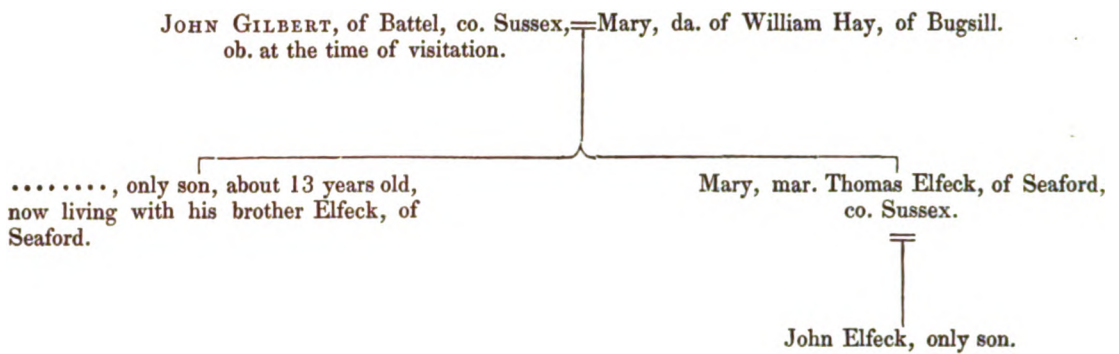 JOHN GILBERT, of Battel, co. Sussex,=Mary, da. of William Hay, of Bugsill.
ob. at the time of visitation.
........, only son, about 13 years old,
now living with his brother Elfeck, of
Seaford.
Mary, mar. Thomas Elfeck, of Seaford,
co. Sussex.
John Elfeck, only son.